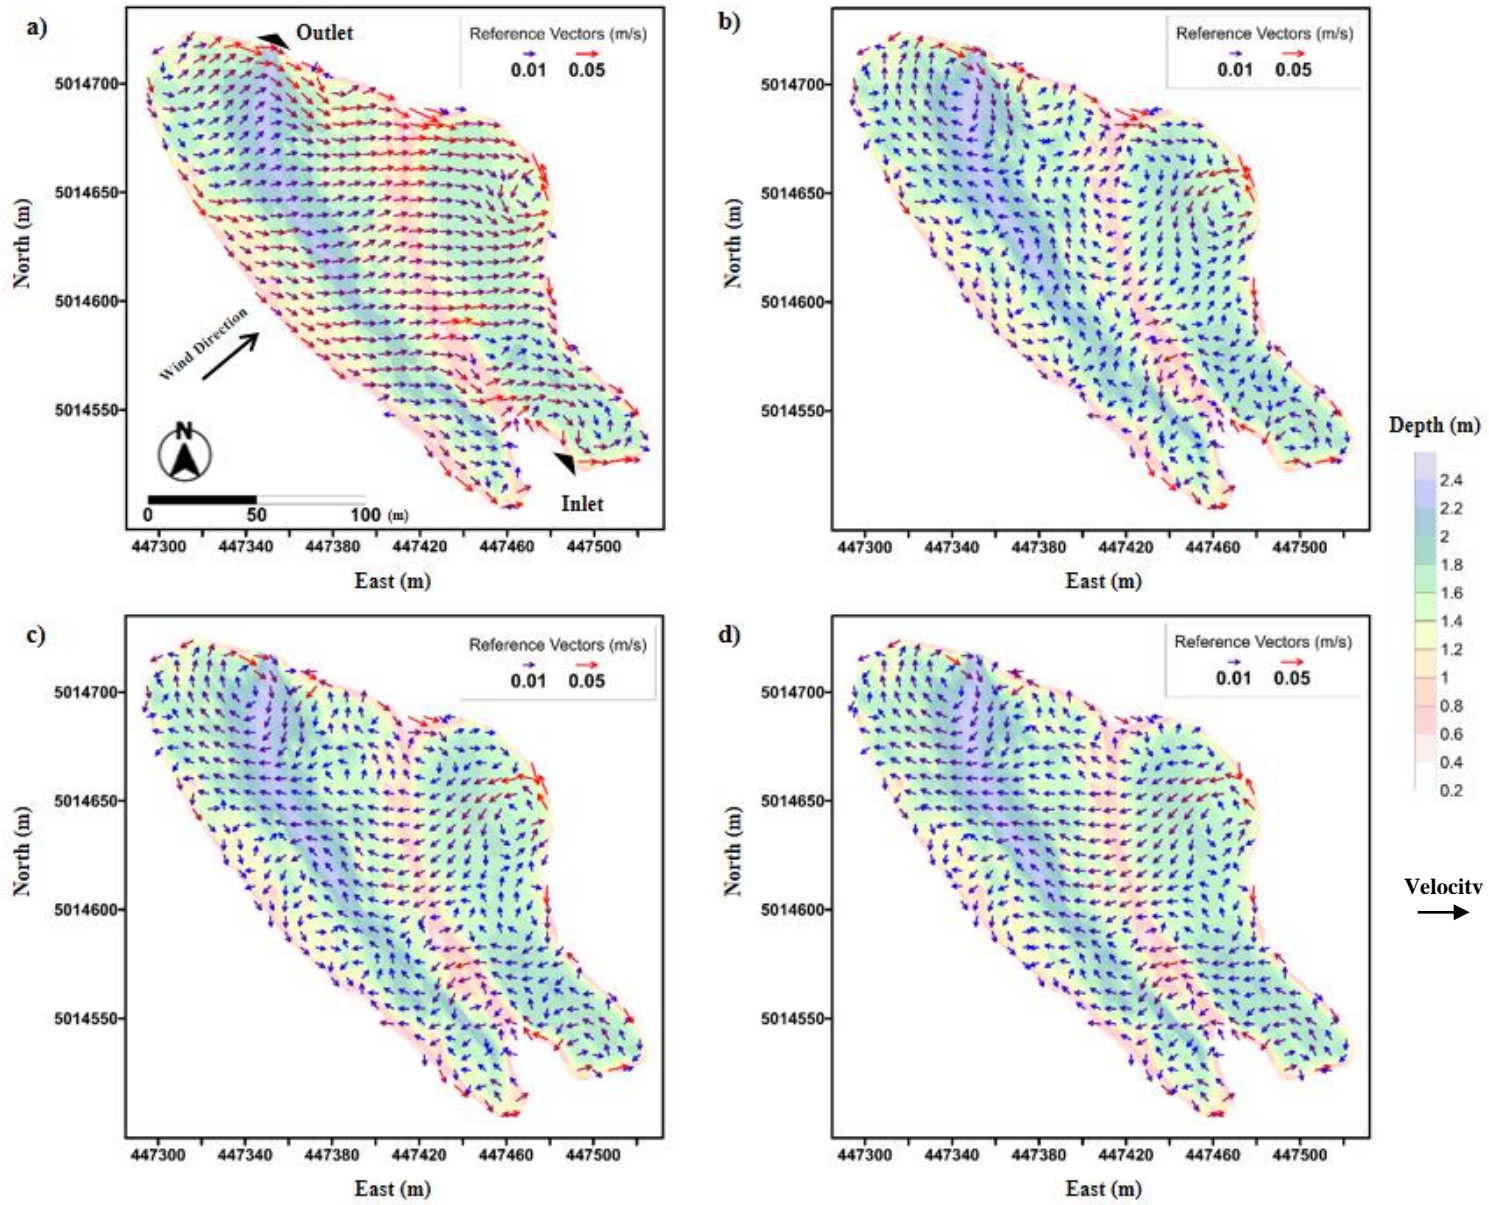 a)
Outlet
Reference Vectors (m/s)
0.01 0.05
5014700
5014650
5014600
5014550
North (m)
Wind Direction
N
0 50 100 (m)
Inlet
447300 447340 447380 447420 447460 447500
East (m)
b)
Reference Vectors (m/s)
0.01 0.05
5014700
5014650
5014600
5014550
North (m)
447300 447340 447380 447420 447460 447500
East (m)
Depth (m)
2.4
2.2
2
1.8
1.6
1.4
1.2
1
0.8
0.6
0.4
0.2
Velocity
c)
Reference Vectors (m/s)
0.01 0.05
5014700
5014650
5014600
5014550
North (m)
447300 447340 447380 447420 447460 447500
East (m)
d)
Reference Vectors (m/s)
0.01 0.05
5014700
5014650
5014600
5014550
North (m)
447300 447340 447380 447420 447460 447500
East (m)